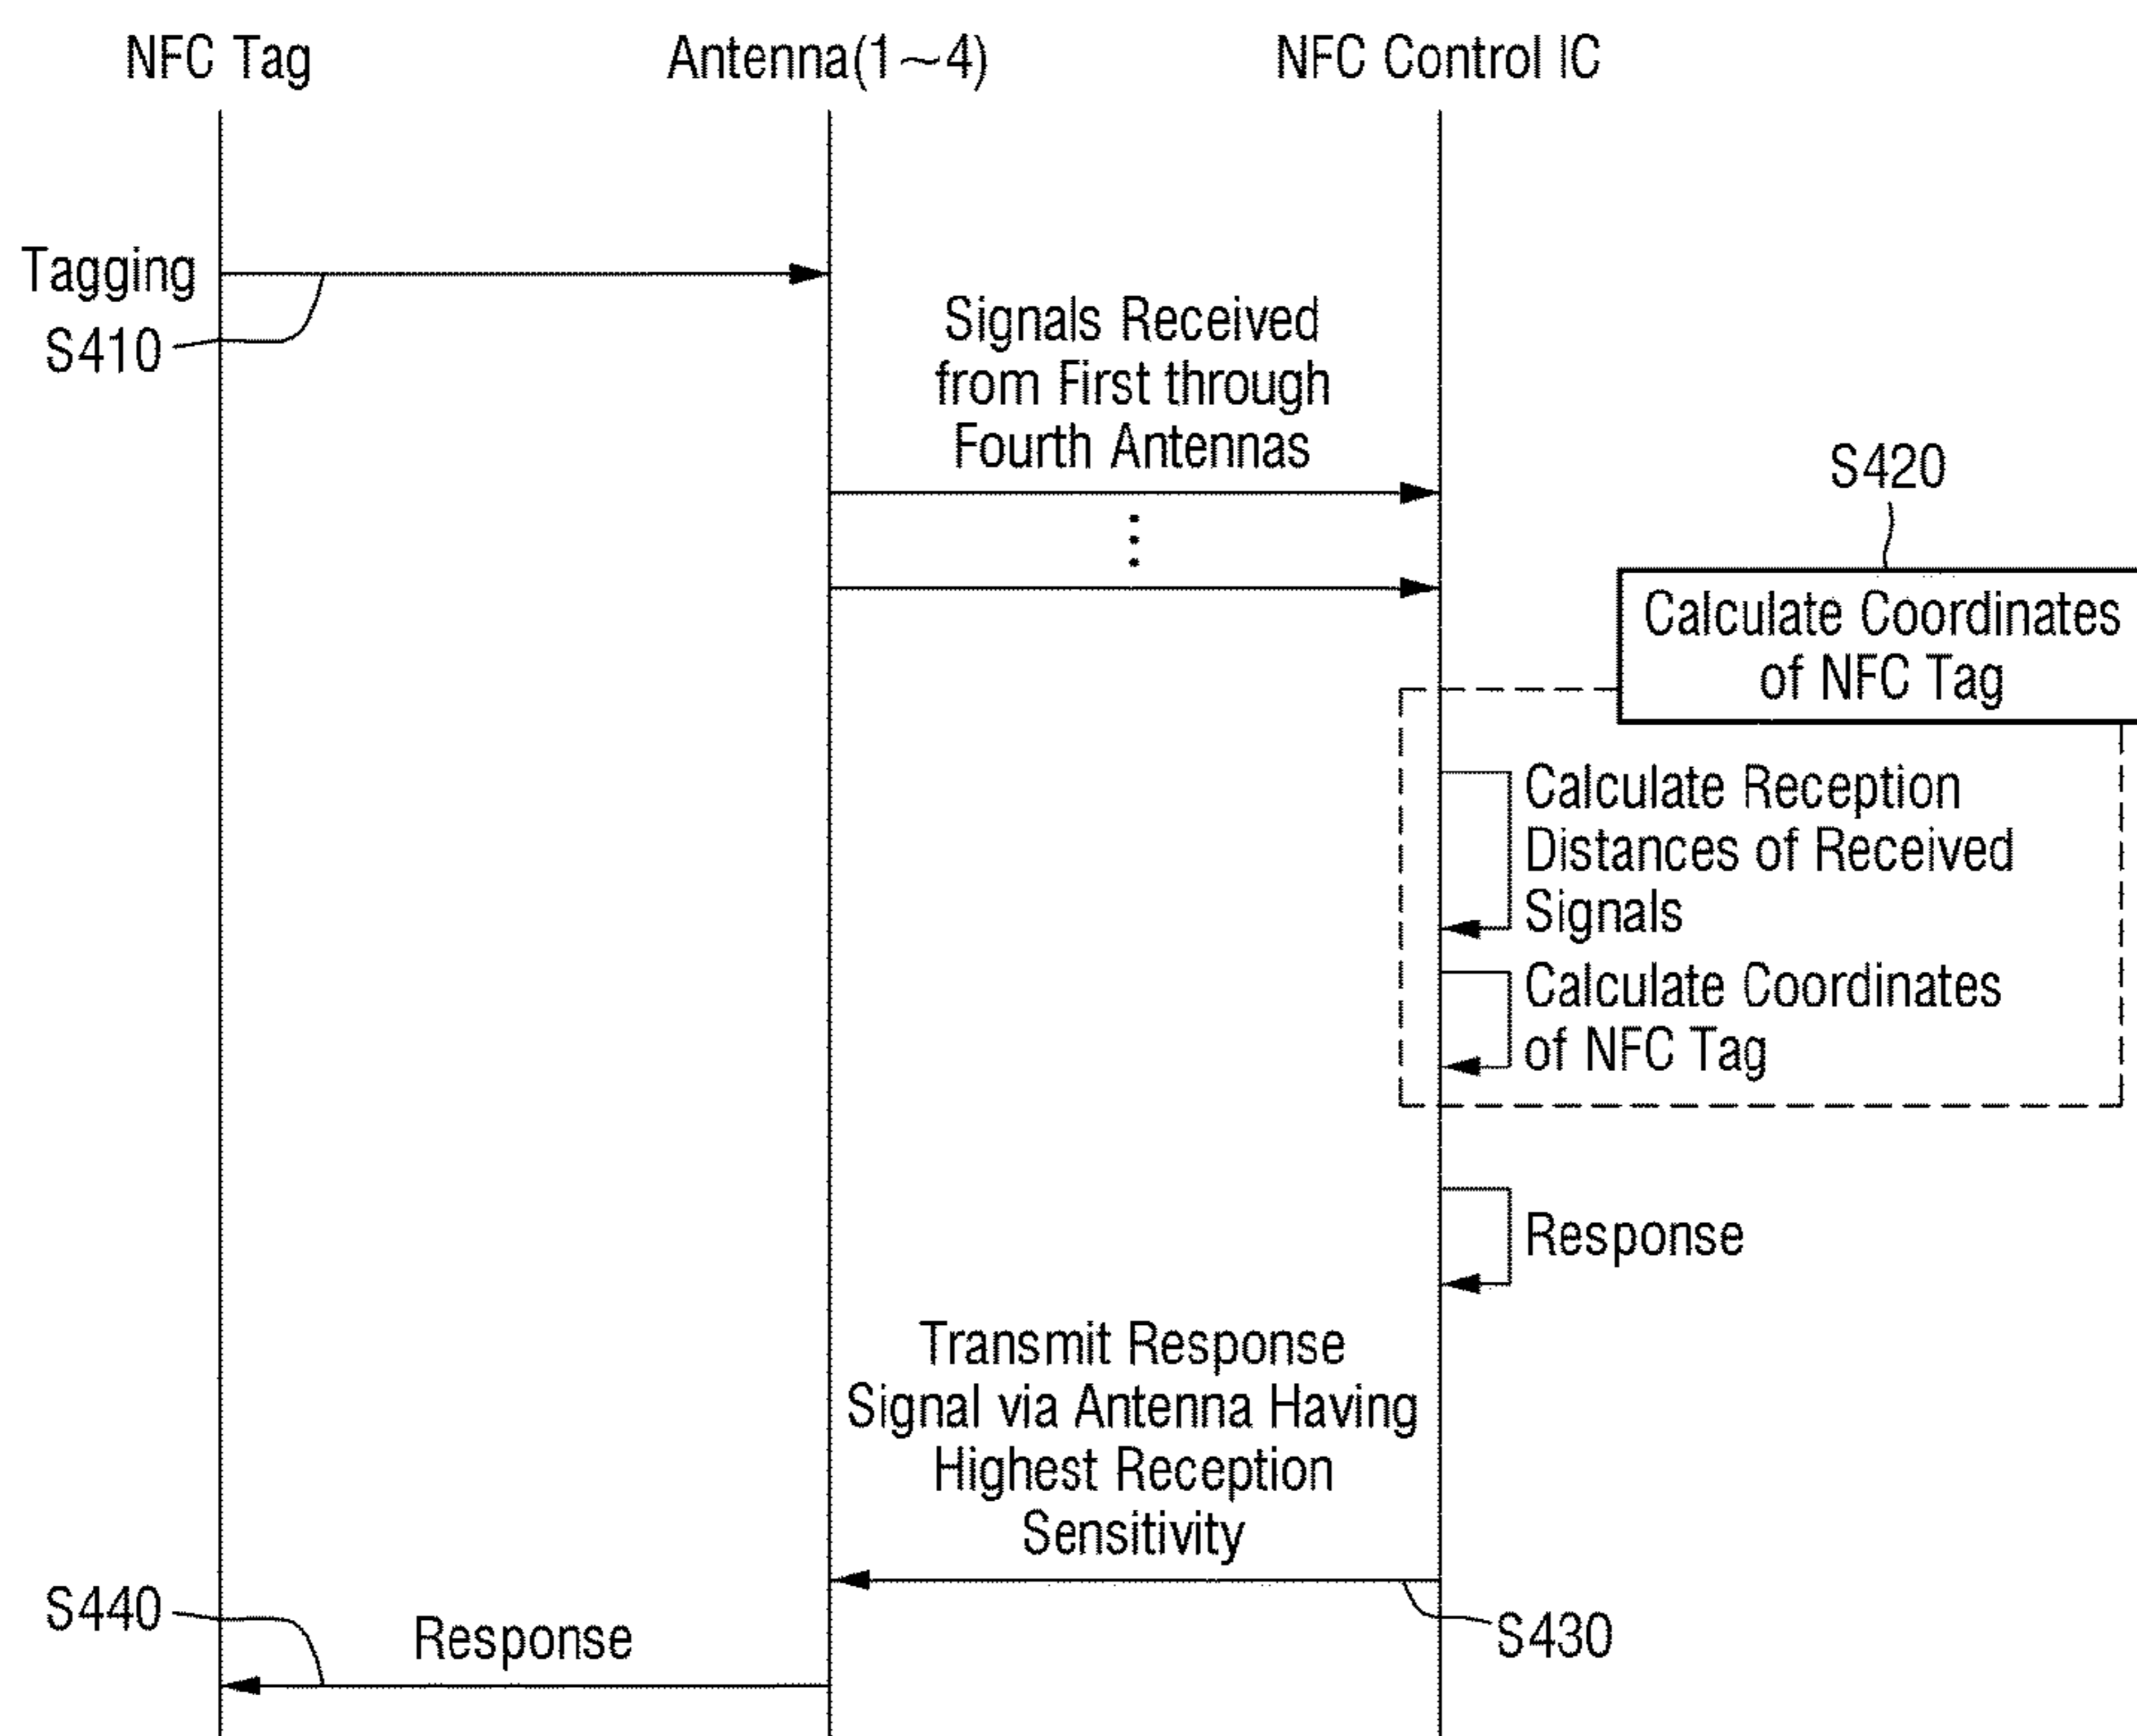 NFC Tag
Antenna(1~4)
NFC Control IC
Tagging
S410
Signals Received
from First through
Fourth Antennas
S420
Calculate Coordinates
of NFC Tag
Calculate Reception
Distances of Received
Signals
Calculate Coordinates
of NFC Tag
Response
Transmit Response
Signal via Antenna Having
Highest Reception
Sensitivity
S430
S440
Response